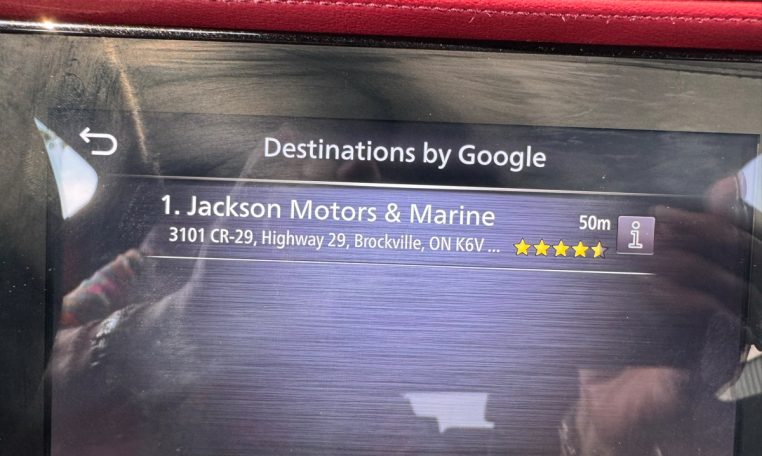 Destinations by Google
1. Jackson Motors & Marine
50m
3101 CR-29, Highway 29, Brockville, ON K6V ...
i